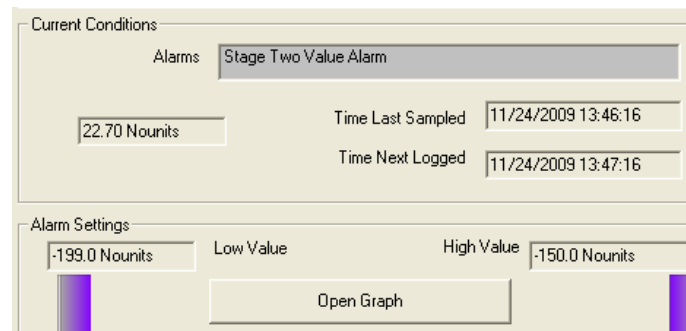 Current Conditions
Alarms Stage Two Value Alarm
22.70 Nounits
Time Last Sampled 11/24/2009 13:46:16
Time Next Logged 11/24/2009 13:47:16
Alarm Settings
-199.0 Nounits Low Value High Value -150.0 Nounits
Open Graph